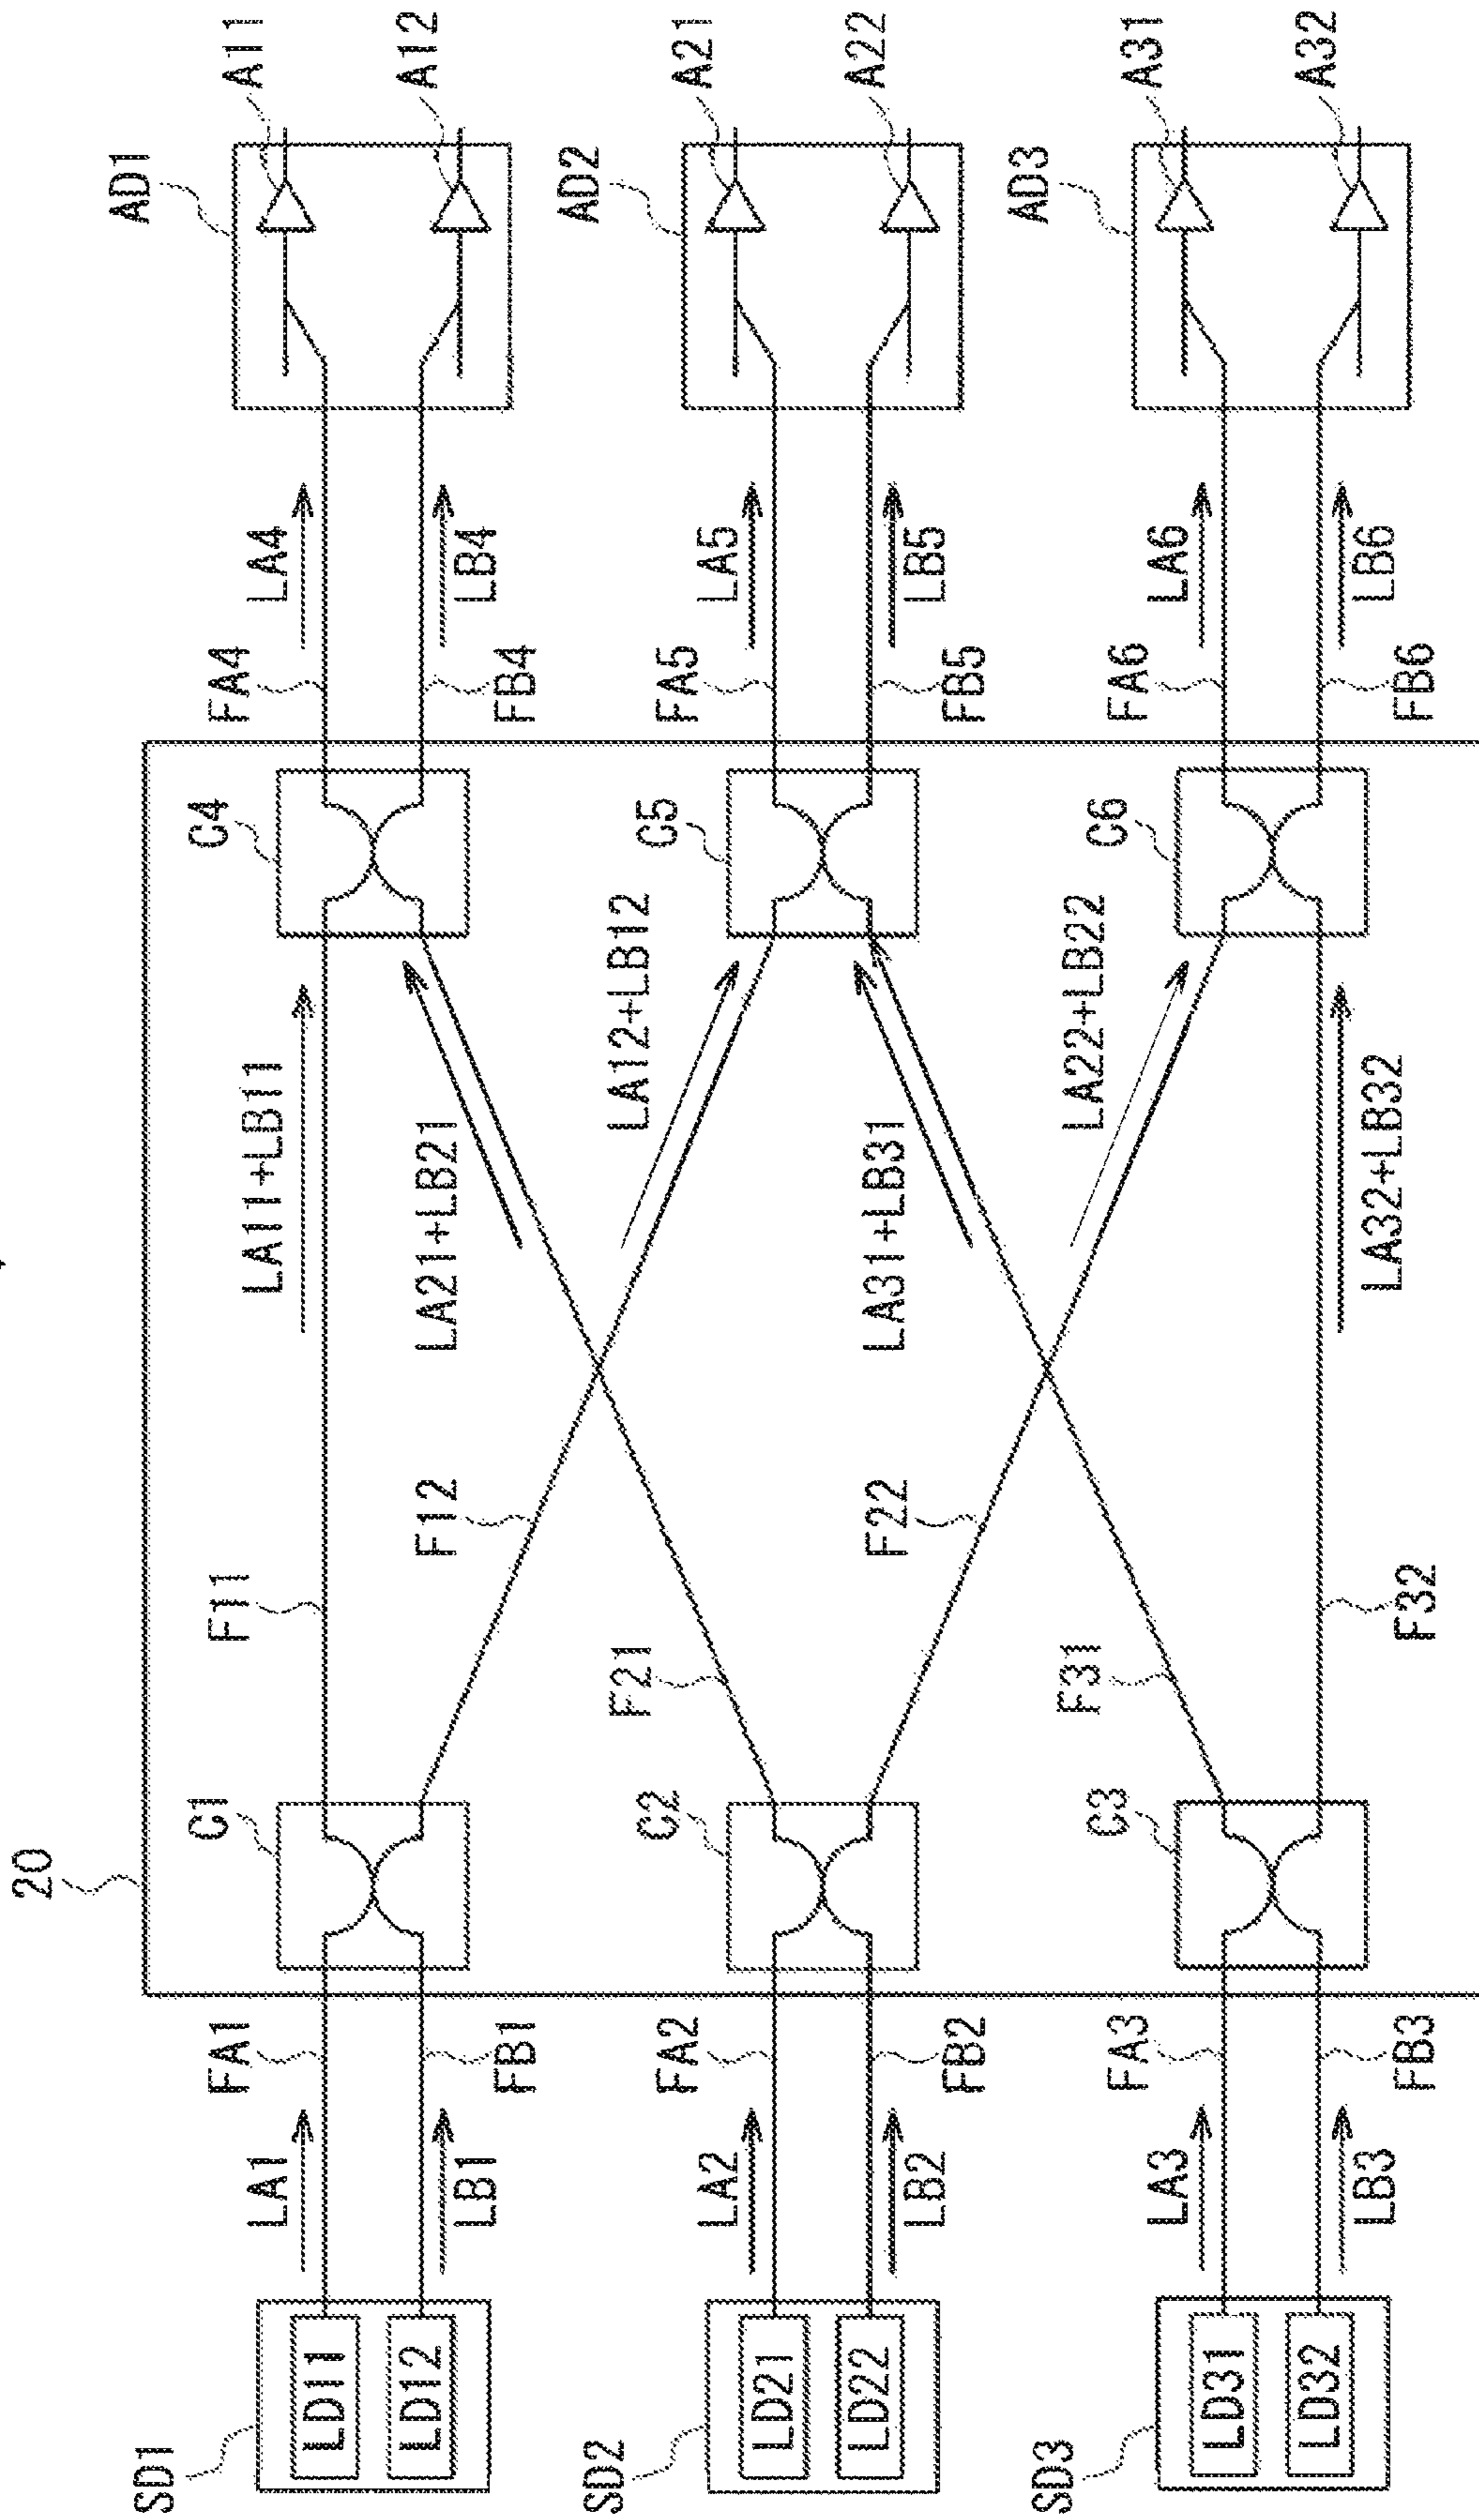 20
SD1
LD11
LD12
LA1
LB1
FA1
FB1
C1
F11
F12
LA11+LB11
LA21+LB21
C4
FA4
FB4
LA4
LB4
AD1
A11
A12
SD2
LD21
LD22
LA2
LB2
FA2
FB2
C2
F21
F22
LA12+LB12
LA31+LB31
C5
FA5
FB5
LA5
LB5
AD2
A21
A22
SD3
LD31
LD32
LA3
LB3
FA3
FB3
C3
F31
F32
LA22+LB22
LA32+LB32
C6
FA6
FB6
LA6
LB6
AD3
A31
A32